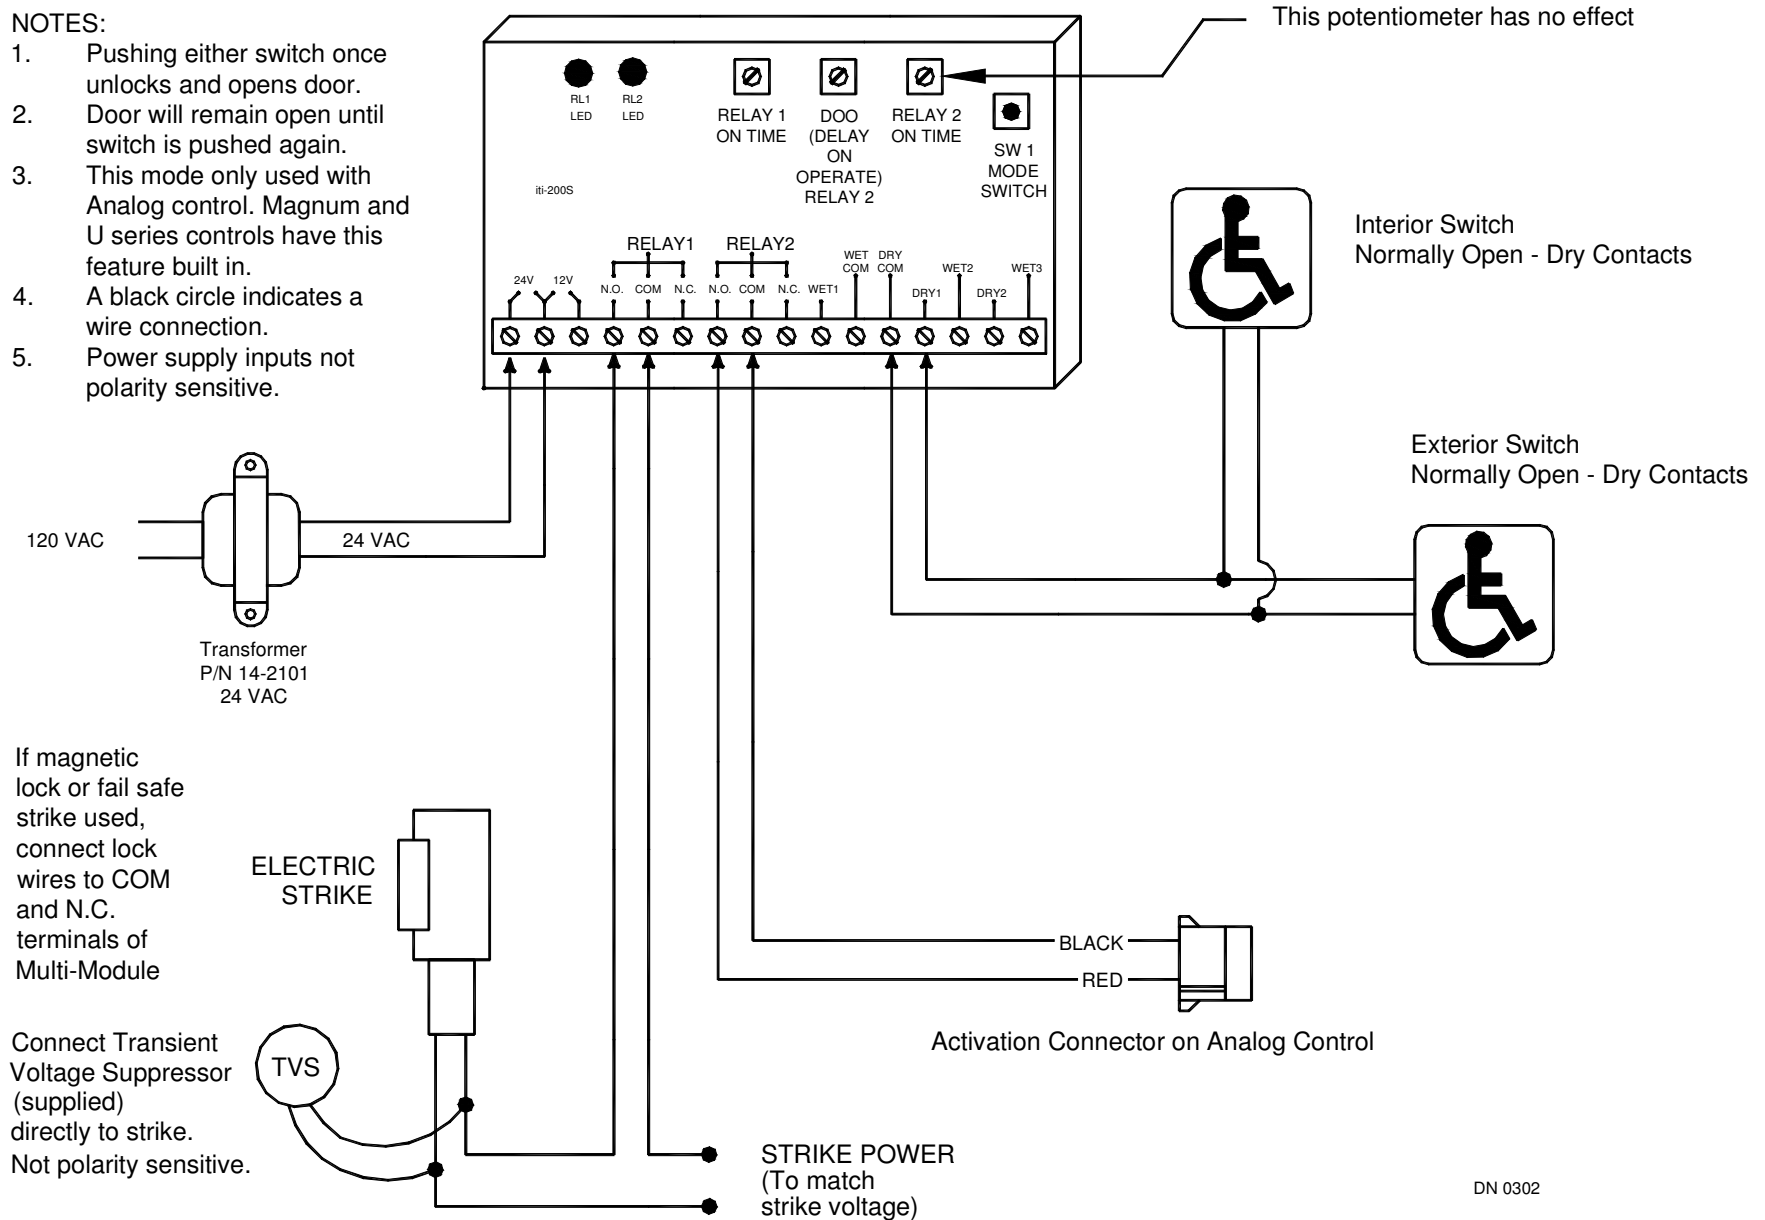 NOTES:
1. Pushing either switch once
unlocks and opens door.
2. Door will remain open until
switch is pushed again.
3. This mode only used with
Analog control. Magnum and
U series controls have this
feature built in.
4. A black circle indicates a
wire connection.
5. Power supply inputs not
polarity sensitive.
This potentiometer has no effect
RL1
LED
RL2
LED
RELAY 1
ON TIME
DOO
(DELAY
ON
OPERATE)
RELAY 2
RELAY 2
ON TIME
SW 1
MODE
SWITCH
iti-200S
RELAY1
RELAY2
24V
12V
N.O.
COM
N.C.
N.O.
COM
N.C.
WET1
WET
COM
DRY
COM
DRY1
WET2
DRY2
WET3
Interior Switch
Normally Open - Dry Contacts
Exterior Switch
Normally Open - Dry Contacts
120 VAC
24 VAC
Transformer
P/N 14-2101
24 VAC
If magnetic
lock or fail safe
strike used,
connect lock
wires to COM
and N.C.
terminals of
Multi-Module
ELECTRIC
STRIKE
BLACK
RED
Activation Connector on Analog Control
Connect Transient
Voltage Suppressor
(supplied)
directly to strike.
Not polarity sensitive.
TVS
STRIKE POWER
(To match
strike voltage)
DN 0302